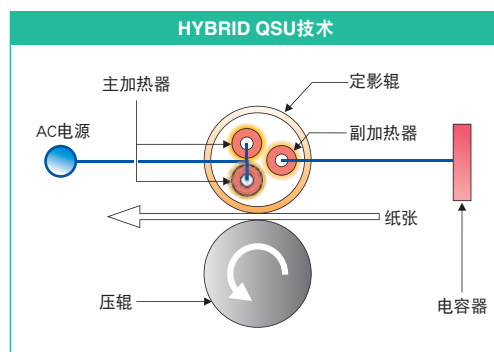 HYBRID QSU技术
主加热器
定影辊
AC电源
副加热器
纸张
压辊
电容器